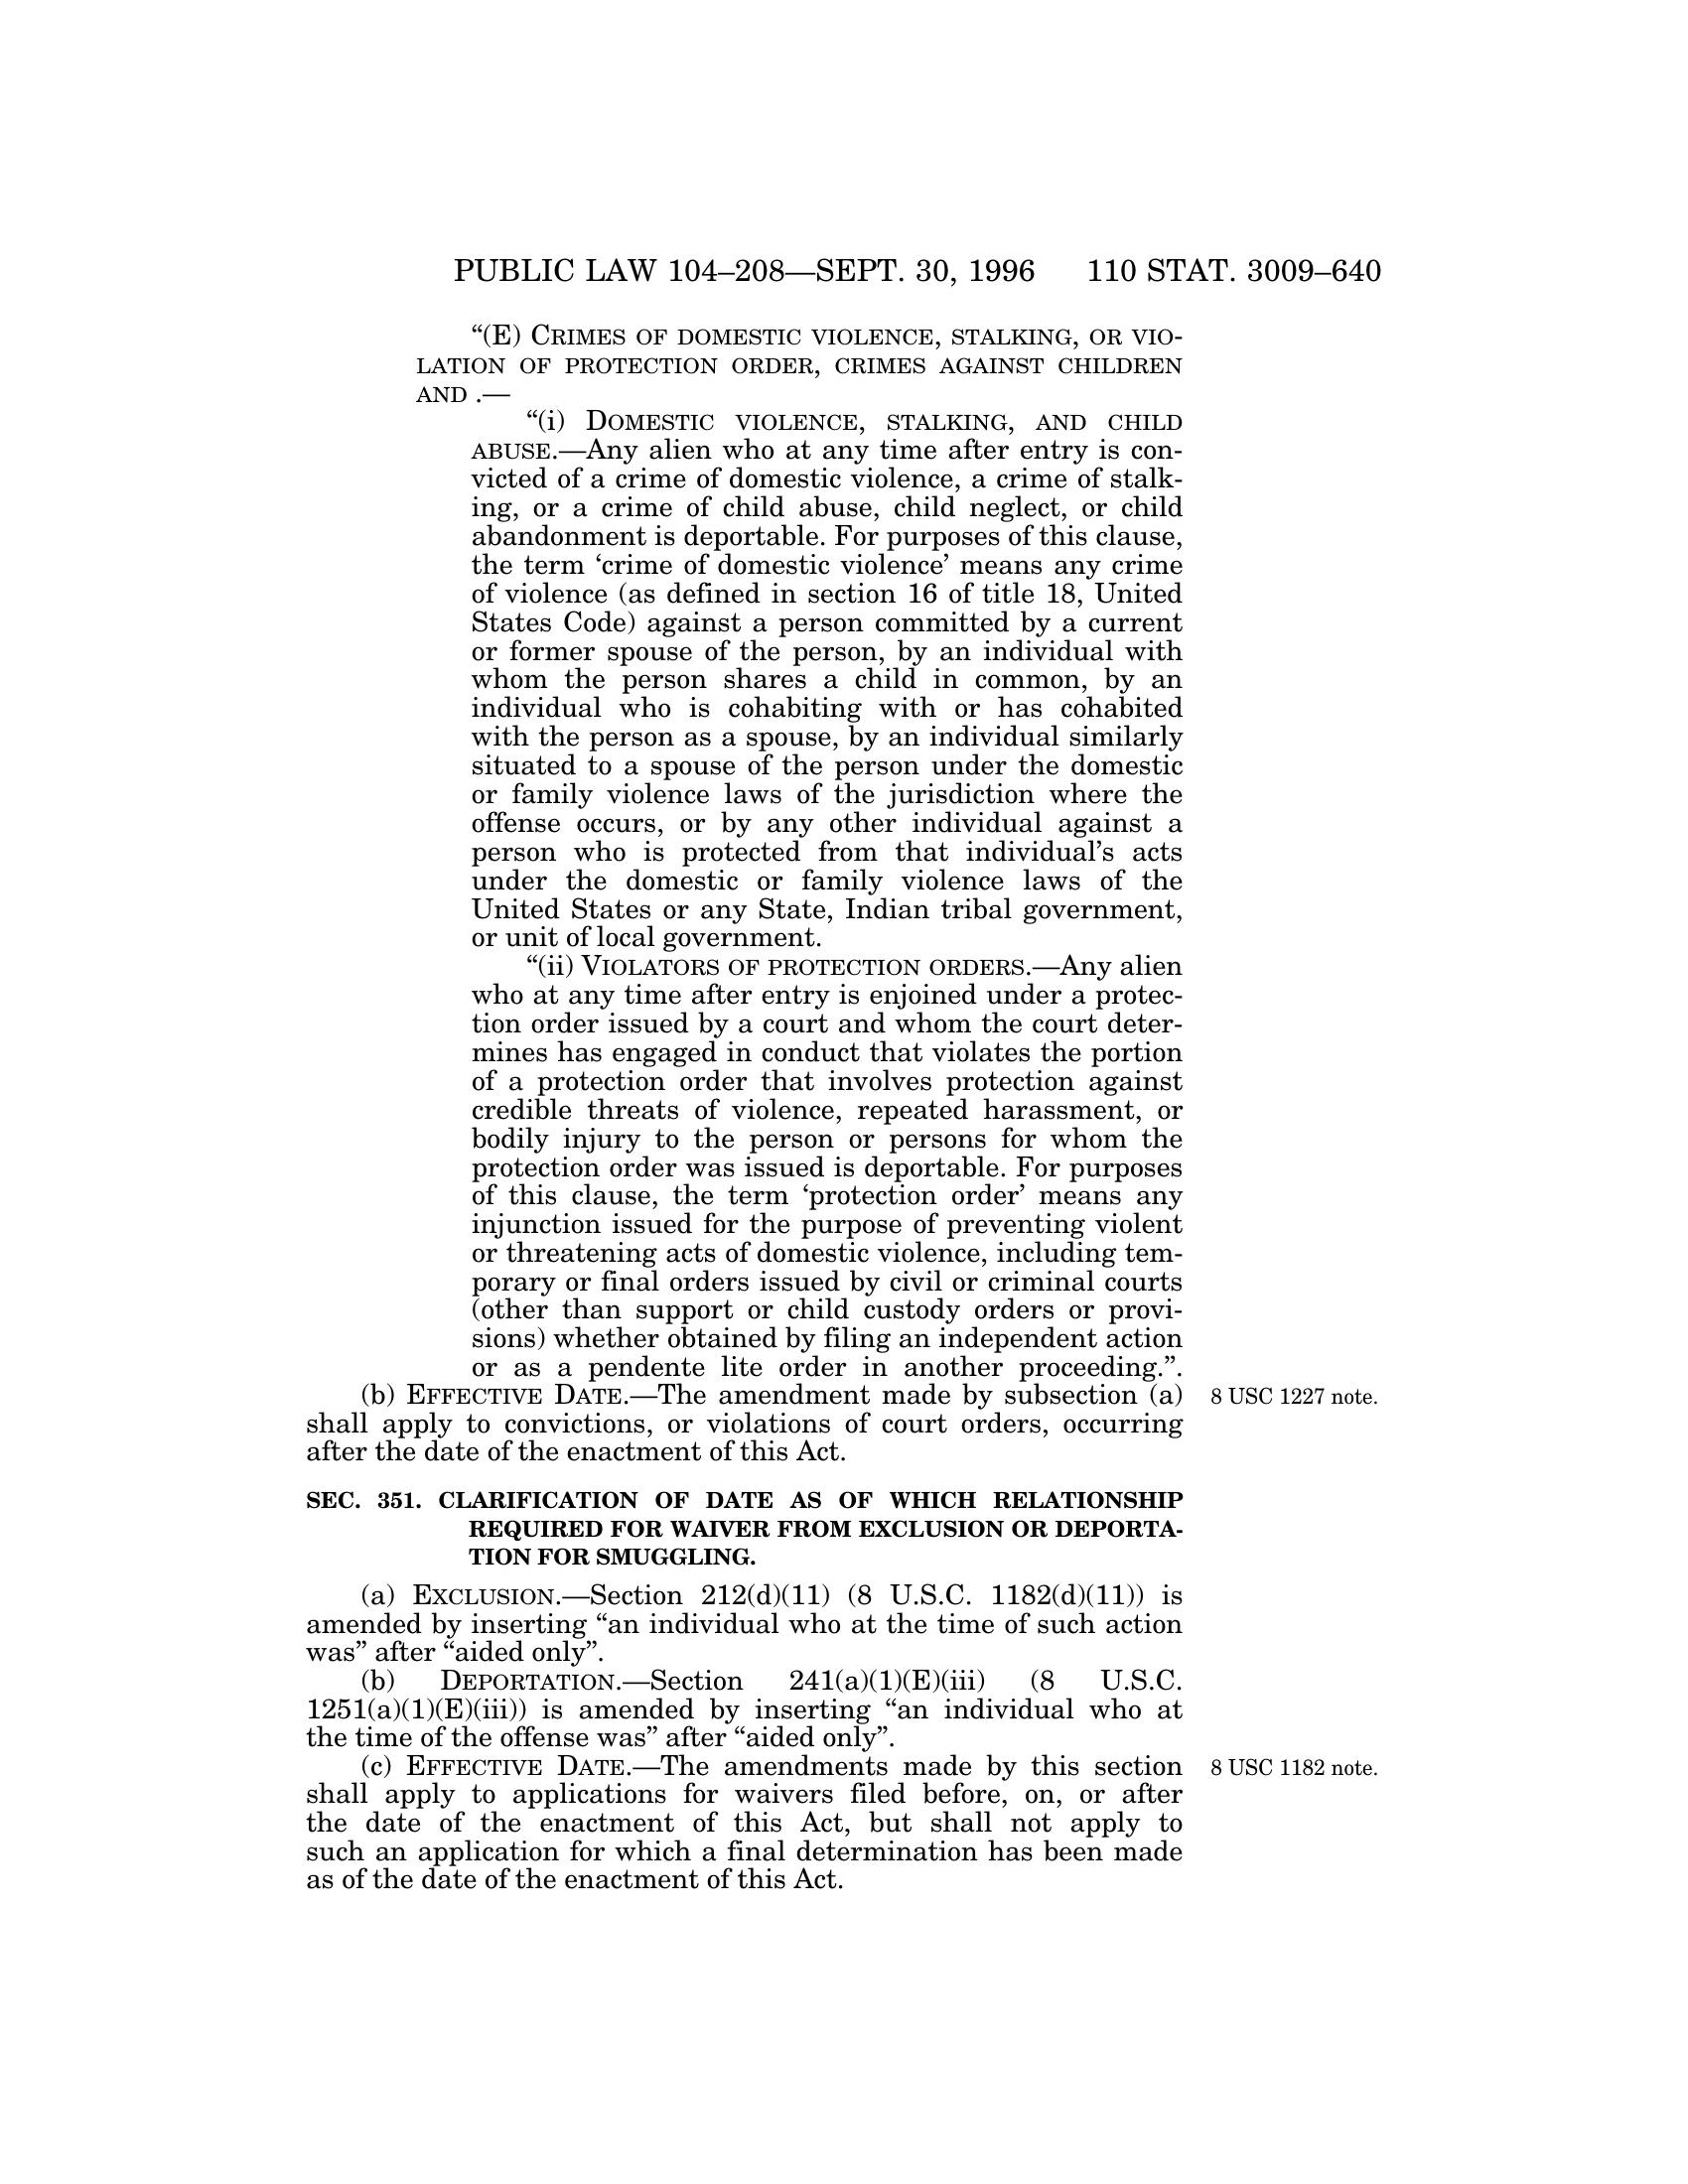 PUBLIC LAW 104–208—SEPT. 30, 1996 110 STAT. 3009–640
“(E) CRIMES OF DOMESTIC VIOLENCE, STALKING, OR VIO-
LATION OF PROTECTION ORDER, CRIMES AGAINST CHILDREN
AND .—
“(i) DOMESTIC VIOLENCE, STALKING, AND CHILD
ABUSE.—Any alien who at any time after entry is con-
victed of a crime of domestic violence, a crime of stalk-
ing, or a crime of child abuse, child neglect, or child
abandonment is deportable. For purposes of this clause,
the term ‘crime of domestic violence’ means any crime
of violence (as defined in section 16 of title 18, United
States Code) against a person committed by a current
or former spouse of the person, by an individual with
whom the person shares a child in common, by an
individual who is cohabiting with or has cohabited
with the person as a spouse, by an individual similarly
situated to a spouse of the person under the domestic
or family violence laws of the jurisdiction where the
offense occurs, or by any other individual against a
person who is protected from that individual’s acts
under the domestic or family violence laws of the
United States or any State, Indian tribal government,
or unit of local government.
“(ii) VIOLATORS OF PROTECTION ORDERS.—Any alien
who at any time after entry is enjoined under a protec-
tion order issued by a court and whom the court deter-
mines has engaged in conduct that violates the portion
of a protection order that involves protection against
credible threats of violence, repeated harassment, or
bodily injury to the person or persons for whom the
protection order was issued is deportable. For purposes
of this clause, the term ‘protection order’ means any
injunction issued for the purpose of preventing violent
or threatening acts of domestic violence, including tem-
porary or final orders issued by civil or criminal courts
(other than support or child custody orders or provi-
sions) whether obtained by filing an independent action
or as a pendente lite order in another proceeding.”.
(b) EFFECTIVE DATE.—The amendment made by subsection (a) 8 USC 1227 note.
shall apply to convictions, or violations of court orders, occurring
after the date of the enactment of this Act.
SEC. 351. CLARIFICATION OF DATE AS OF WHICH RELATIONSHIP
REQUIRED FOR WAIVER FROM EXCLUSION OR DEPORTA-
TION FOR SMUGGLING.
(a) EXCLUSION.—Section 212(d)(11) (8 U.S.C. 1182(d)(11)) is
amended by inserting “an individual who at the time of such action
was” after “aided only”.
(b) DEPORTATION.—Section 241(a)(1)(E)(iii) (8 U.S.C.
1251(a)(1)(E)(iii)) is amended by inserting “an individual who at
the time of the offense was” after “aided only”.
(c) EFFECTIVE DATE.—The amendments made by this section 8 USC 1182 note.
shall apply to applications for waivers filed before, on, or after
the date of the enactment of this Act, but shall not apply to
such an application for which a final determination has been made
as of the date of the enactment of this Act.